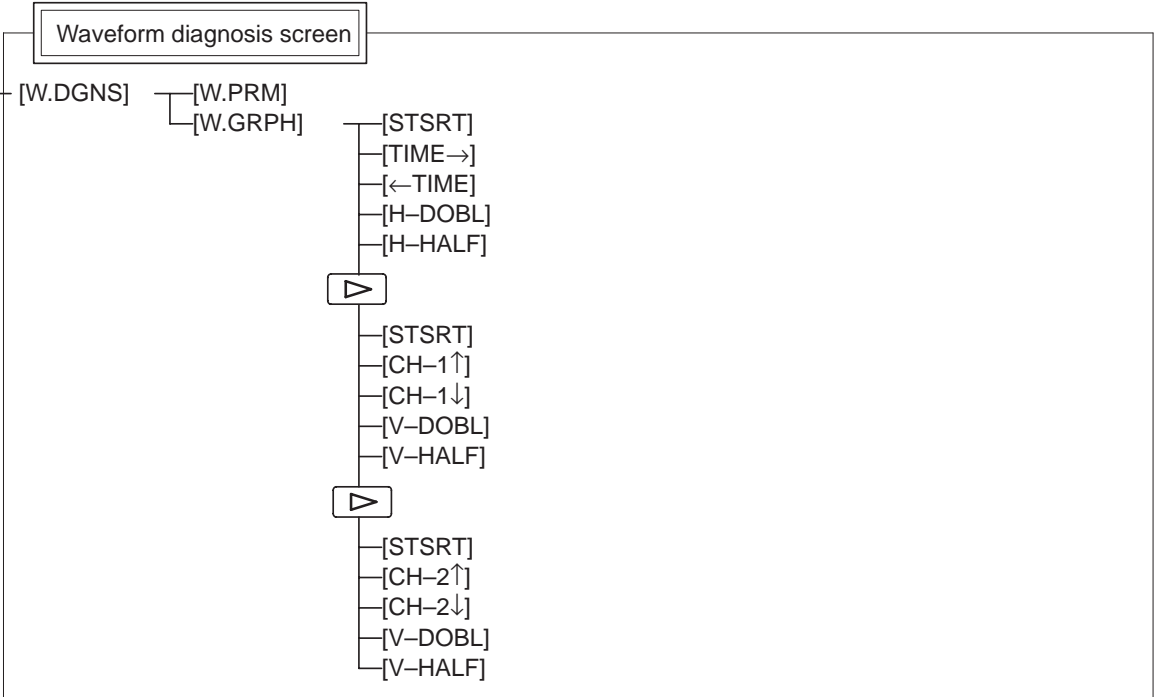 Waveform diagnosis screen
[W.DGNS] [W.PRM]
[W.GRPH] [STSRT]
[TIME→]
[←TIME]
[H–DOBL]
[H–HALF]
[STSRT]
[CH–1↑]
[CH–1↓]
[V–DOBL]
[V–HALF]
[STSRT]
[CH–2↑]
[CH–2↓]
[V–DOBL]
[V–HALF]